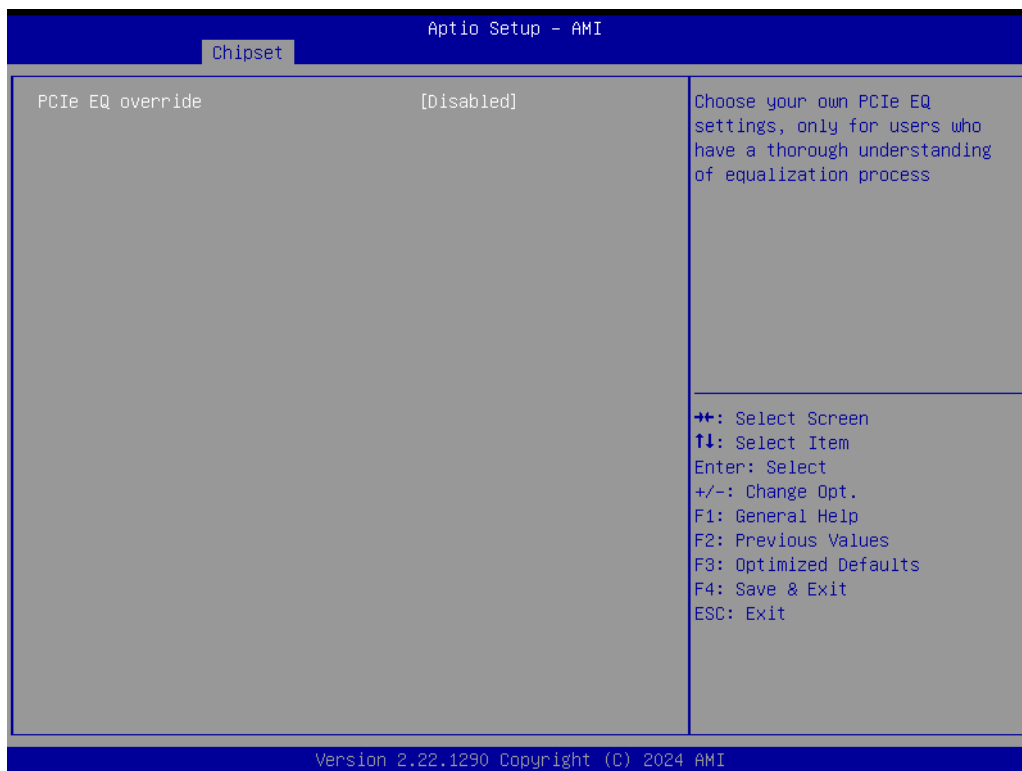 Aptio Setup - AMI
Chipset
PCIe EQ override [Disabled]
Choose your own PCIe EQ
settings, only for users who
have a thorough understanding
of equalization process
→←: Select Screen
↑↓: Select Item
Enter: Select
+/-: Change Opt.
F1: General Help
F2: Previous Values
F3: Optimized Defaults
F4: Save & Exit
ESC: Exit
Version 2.22.1290 Copyright (C) 2024 AMI